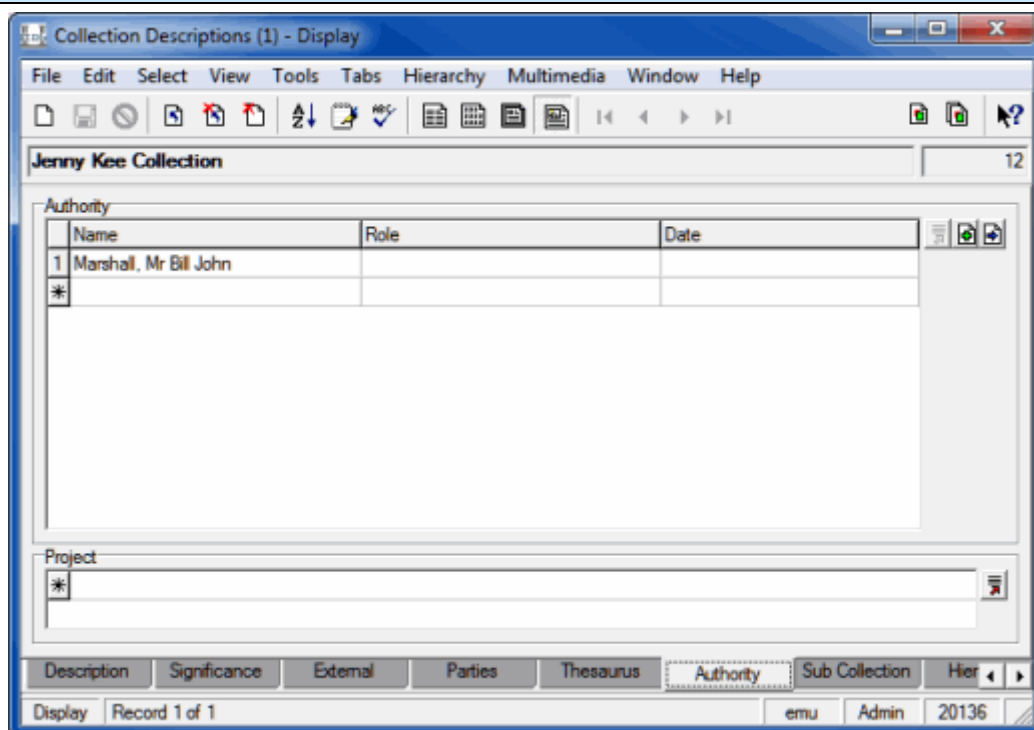 Collection Descriptions (1) - Display
File Edit Select View Tools Tabs Hierarchy Multimedia Window Help
Jenny Kee Collection 12
Authority
Name Role Date
1 Marshall, Mr Bill John
Project
Description Significance External Parties Thesaurus Authority Sub Collection Hier
Display Record 1 of 1 emu Admin 20136